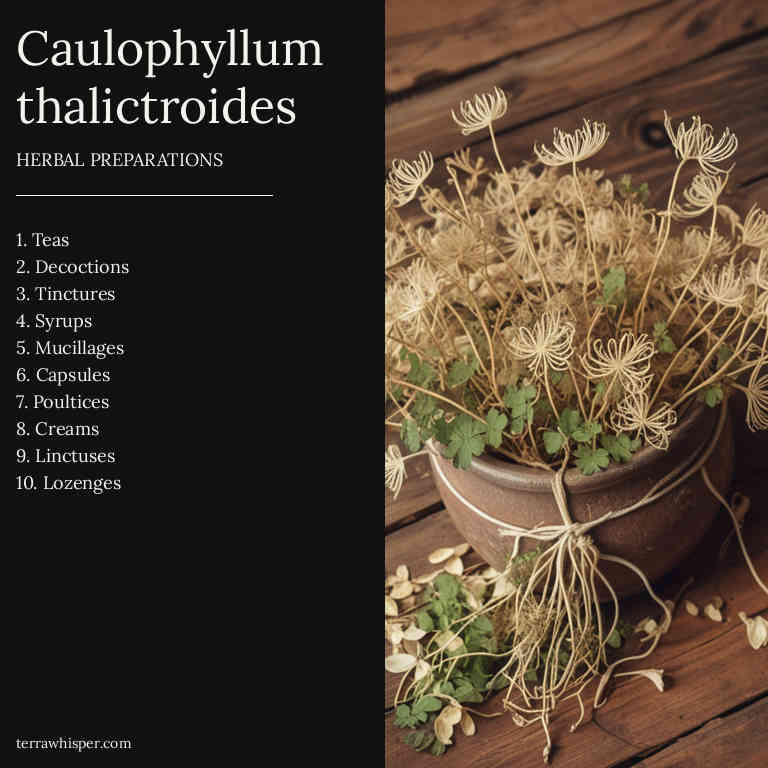 Caulophyllum
thalictroides
HERBAL PREPARATIONS
1. Teas
2. Decoctions
3. Tinctures
4. Syrups
5. Mucillages
6. Capsules
7. Poultices
8. Creams
9. Linctuses
10. Lozenges
terrawhisper.com